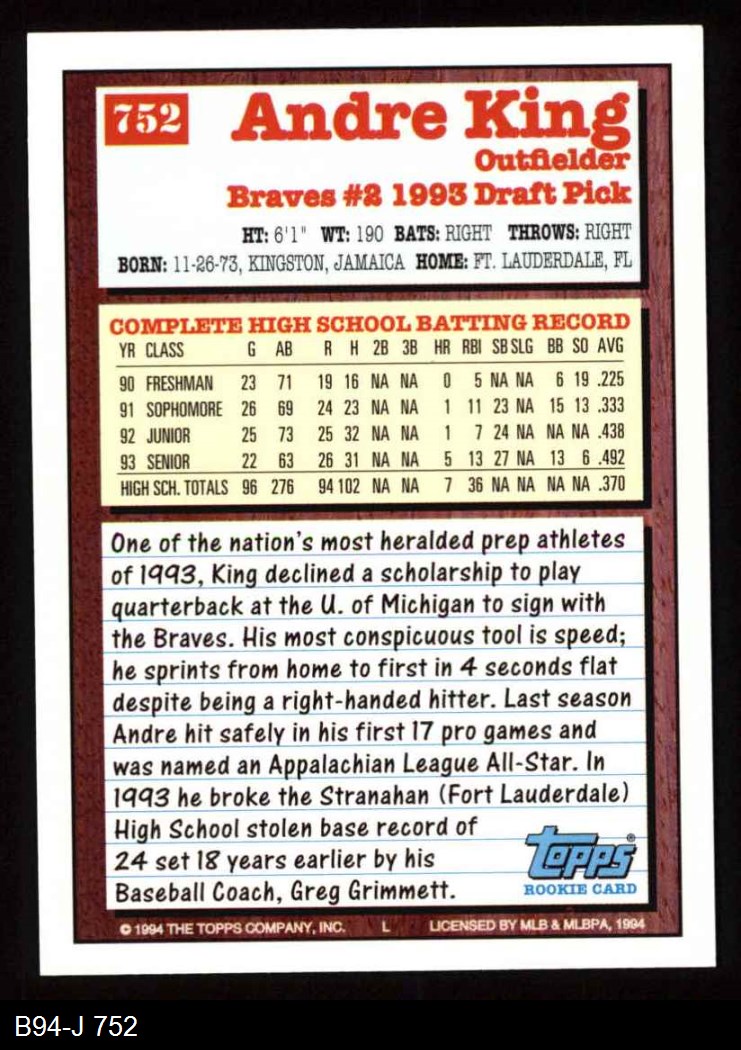 752
Andre King
Outfielder
Braves #2 1993 Draft Pick
HT: 6'1" WT: 190 BATS: RIGHT THROWS: RIGHT
BORN: 11-26-73, KINGSTON, JAMAICA HOME: FT. LAUDERDALE, FL
COMPLETE HIGH SCHOOL BATTING RECORD
YR CLASS G AB R H 2B 3B HR RBI SB SLG BB SO AVG
90 FRESHMAN 23 71 19 16 NA NA 0 5 NA NA 6 19 .225
91 SOPHOMORE 26 69 24 23 NA NA 1 11 23 NA 15 13 .333
92 JUNIOR 25 73 25 32 NA NA 1 7 24 NA NA NA .438
93 SENIOR 22 63 26 31 NA NA 5 13 27 NA 13 6 .492
HIGH SCH. TOTALS 96 276 94 102 NA NA 7 36 NA NA NA NA .370
One of the nation's most heralded prep athletes
of 1993, King declined a scholarship to play
quarterback at the U. of Michigan to sign with
the Braves. His most conspicuous tool is speed;
he sprints from home to first in 4 seconds flat
despite being a right-handed hitter. Last season
Andre hit safely in his first 17 pro games and
was named an Appalachian League All-Star. In
1993 he broke the Stranahan (Fort Lauderdale)
High School stolen base record of
24 set 18 years earlier by his
Baseball Coach, Greg Grimmett.
Topps®
ROOKIE CARD
© 1994 THE TOPPS COMPANY, INC. L LICENSED BY MLB & MLBPA, 1994
B94-J 752